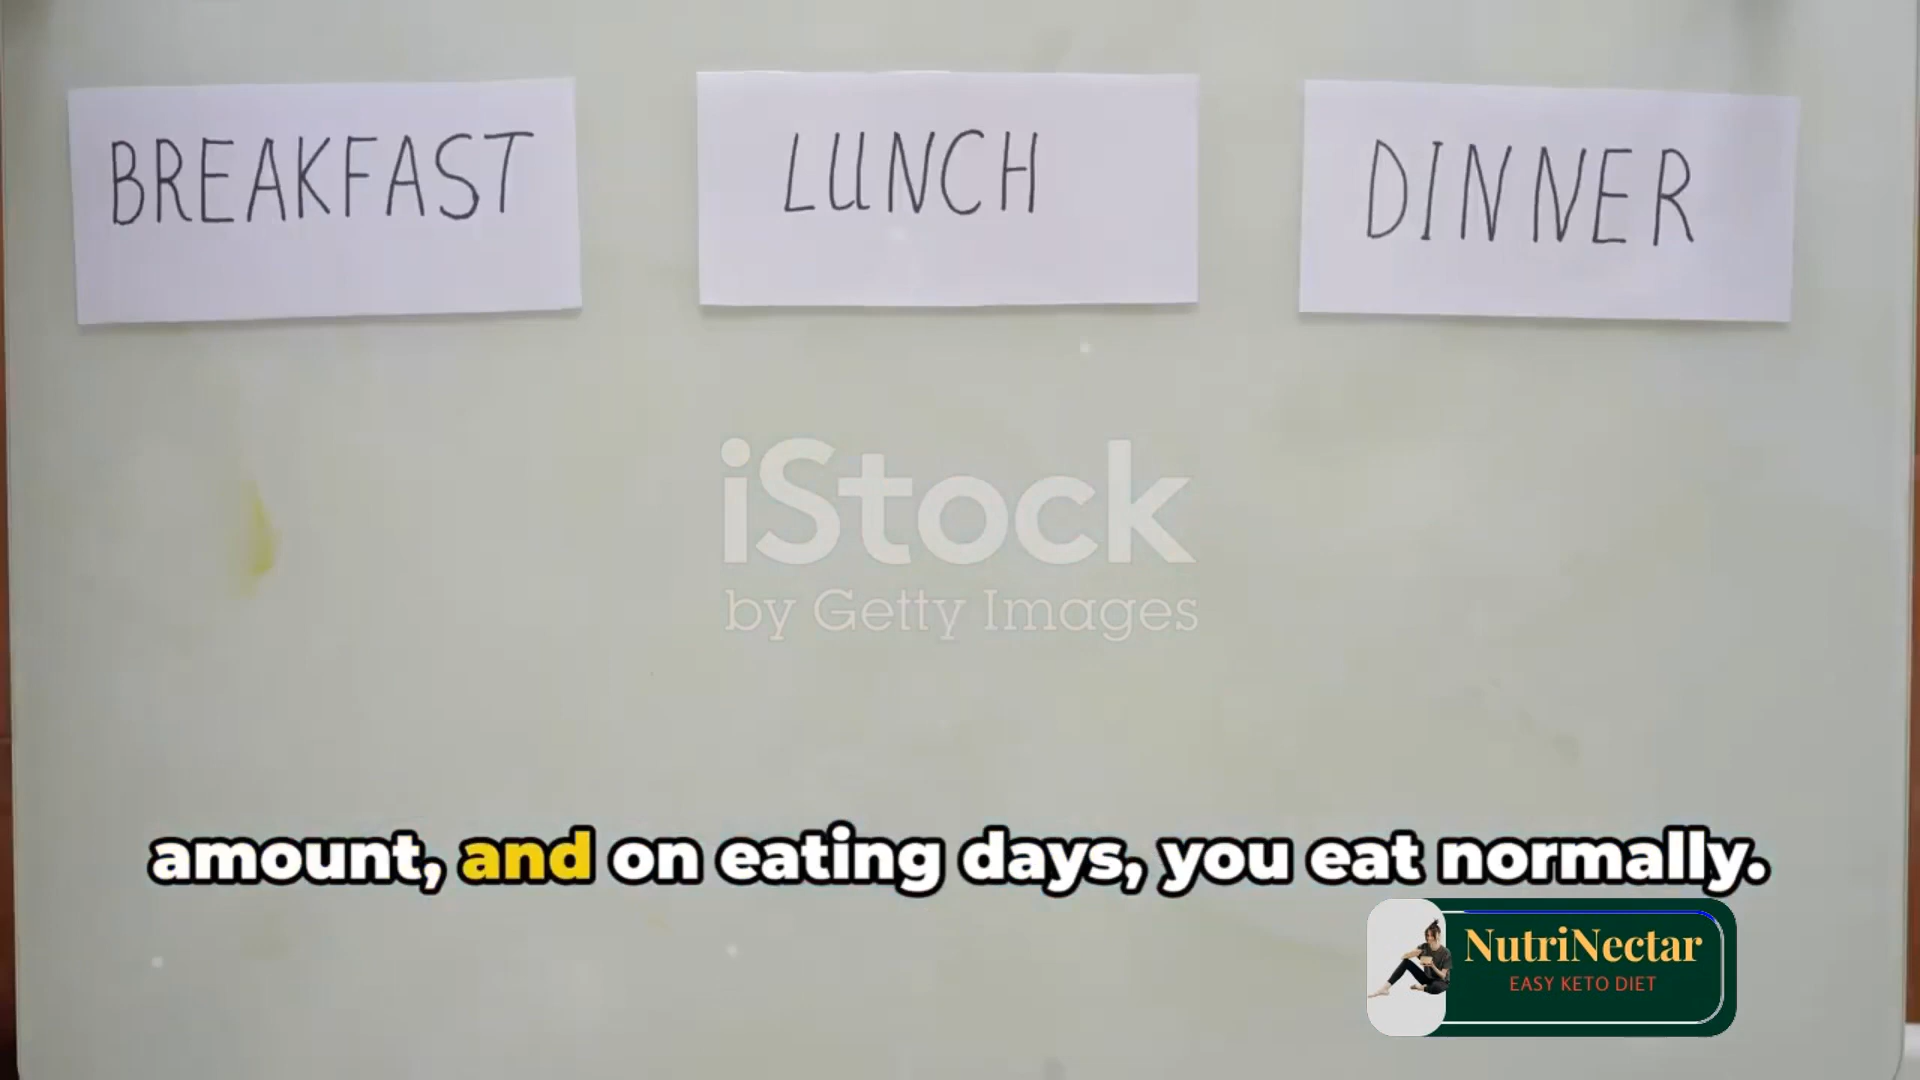 BREAKFAST
LUNCH
DINNER
iStock
by Getty Images
amount, and on eating days, you eat normally.
NutriNectar
EASY KETO DIET